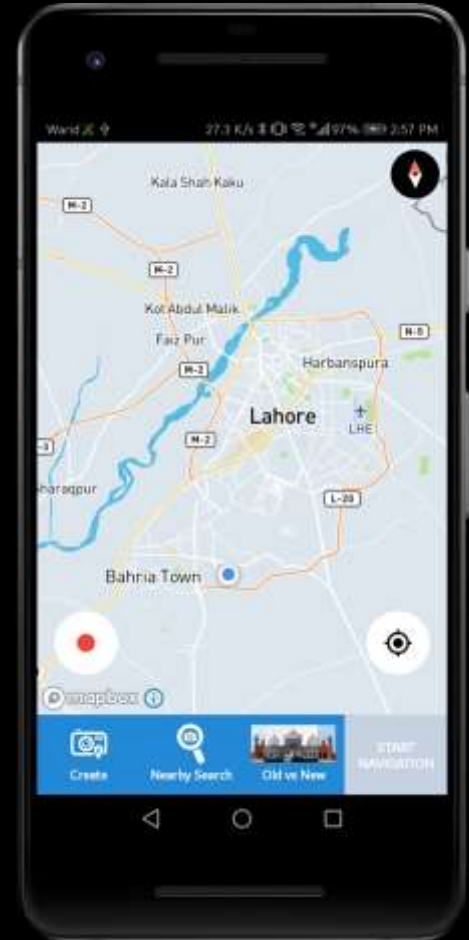 Warid 27.3 K/s 97% 2:57 PM
Kala Shah Kaku
M-2
M-2
Kot Abdul Malik
N-5
Faiz Pur
Harbanspura
M-2
Lahore
LHE
M-2
-3
haraqpur
L-20
Bahria Town
mapbox
Create
Nearby Search
Old vs New
START
NAVIGATION